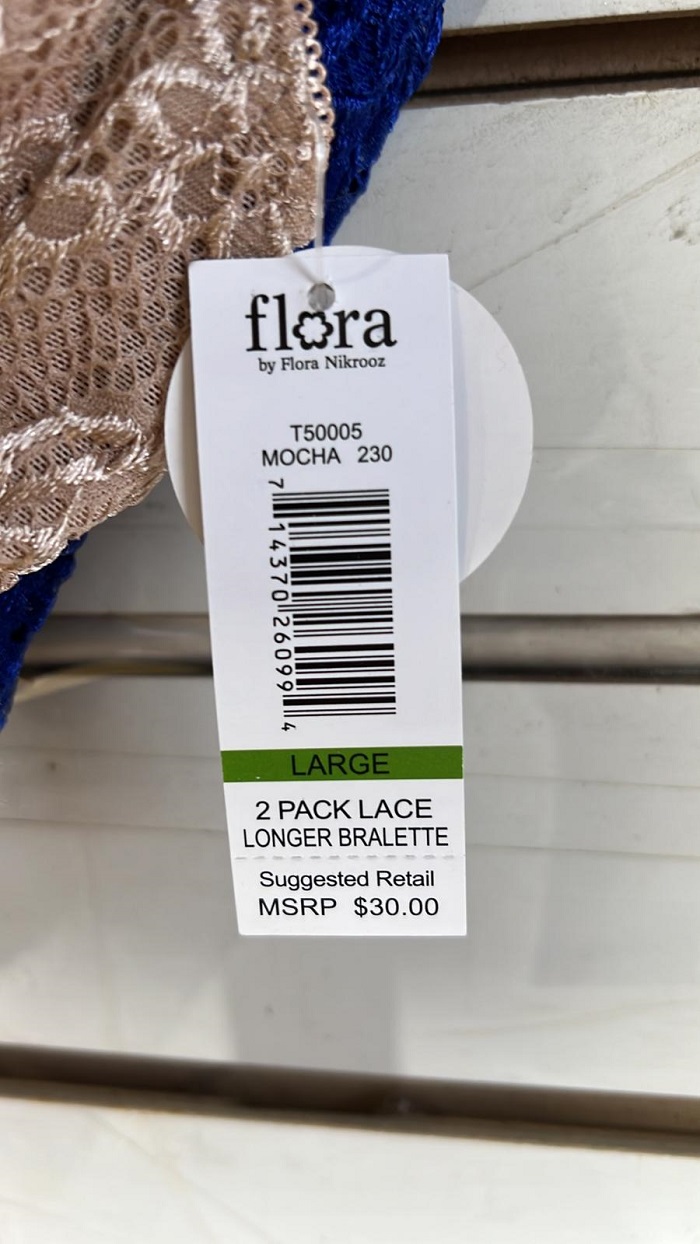 flora
by Flora Nikrooz
T50005
MOCHA 230
7 14370 26099 4
LARGE
2 PACK LACE
LONGER BRALETTE
Suggested Retail
MSRP $30.00